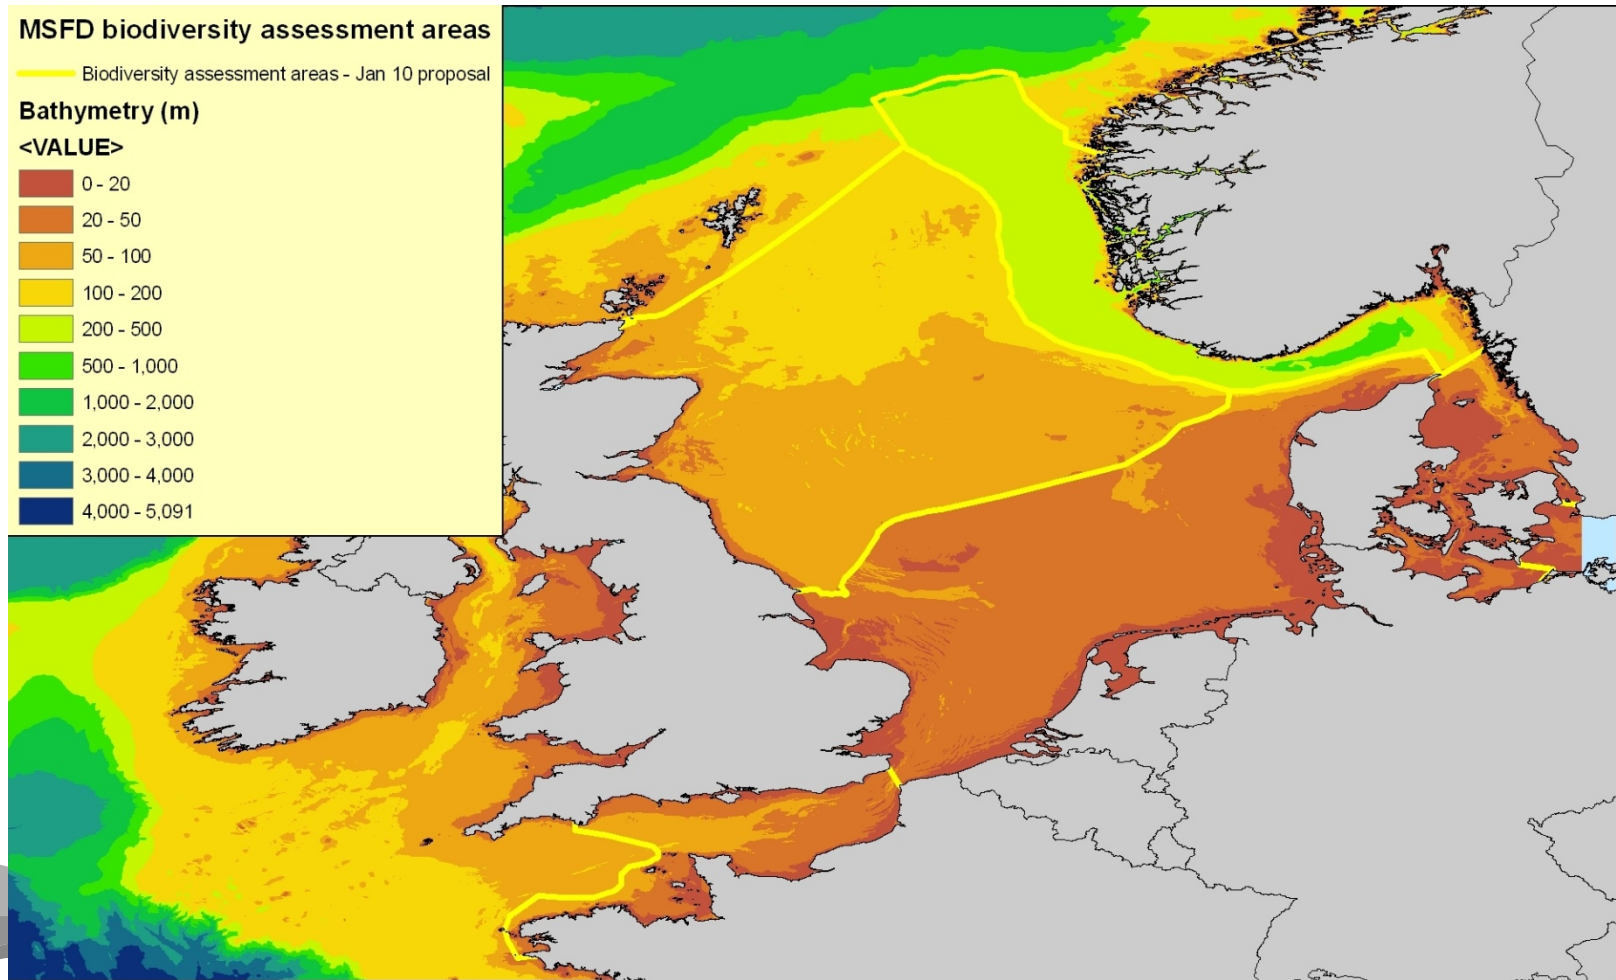 MSFD biodiversity assessment areas
Biodiversity assessment areas - Jan 10 proposal
Bathymetry (m)
<VALUE>
0 - 20
20 - 50
50 - 100
100 - 200
200 - 500
500 - 1,000
1,000 - 2,000
2,000 - 3,000
3,000 - 4,000
4,000 - 5,091